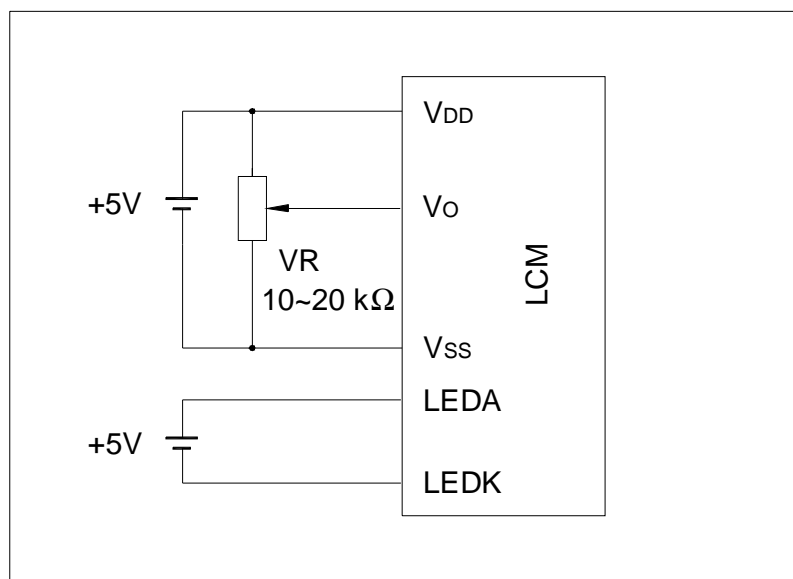 VDD
+5V
VO
LCM
VR
10~20 kΩ
VSS
LEDA
+5V
LEDK